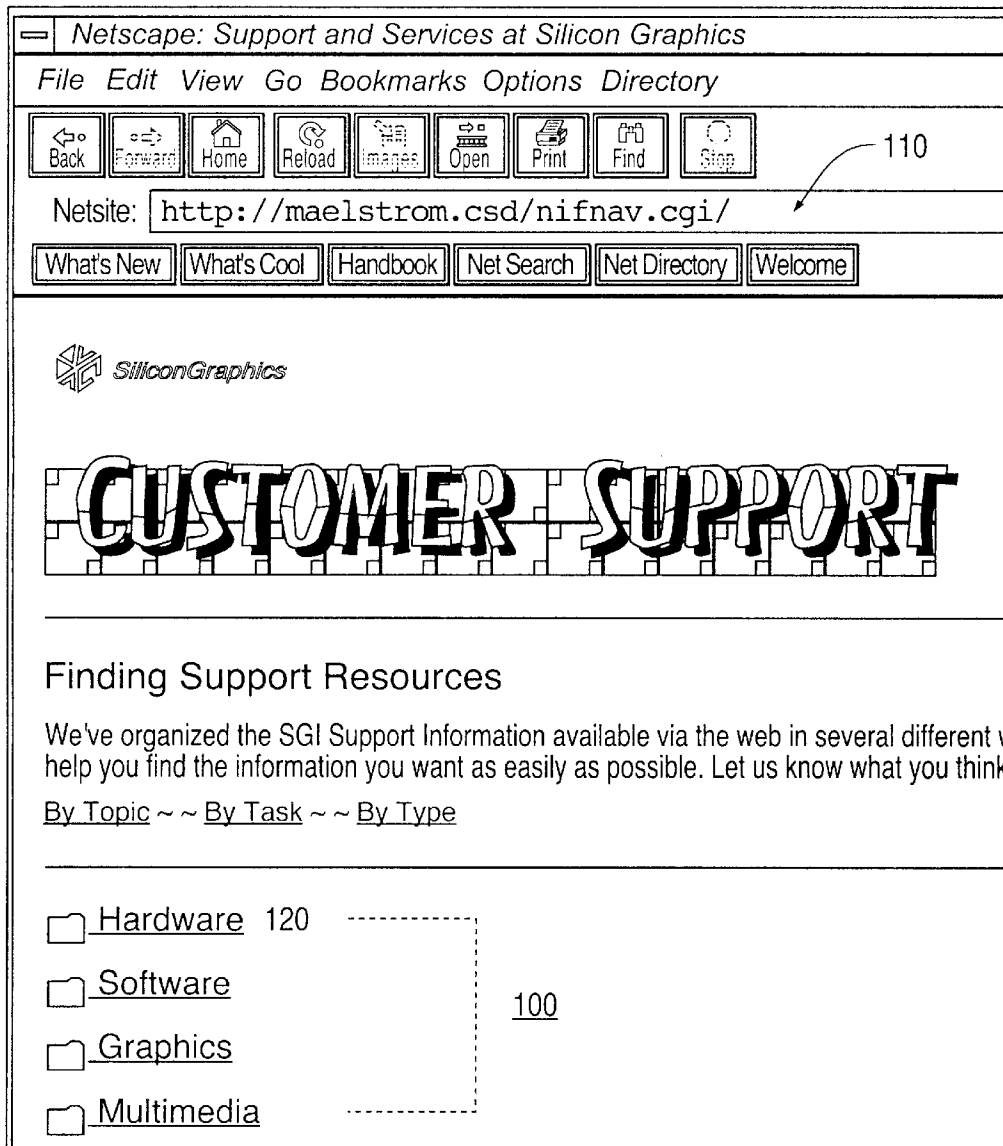 Netscape: Support and Services at Silicon Graphics
File Edit View Go Bookmarks Options Directory
Back Forward Home Reload Images Open Print Find Stop
110
Netsite: http://maelstrom.csd/nifnav.cgi/
What's New What's Cool Handbook Net Search Net Directory Welcome
SiliconGraphics
CUSTOMER SUPPORT
Finding Support Resources
We've organized the SGI Support Information available via the web in several different
help you find the information you want as easily as possible. Let us know what you think
By Topic ~ ~ By Task ~ ~ By Type
Hardware 120
Software
100
Graphics
Multimedia